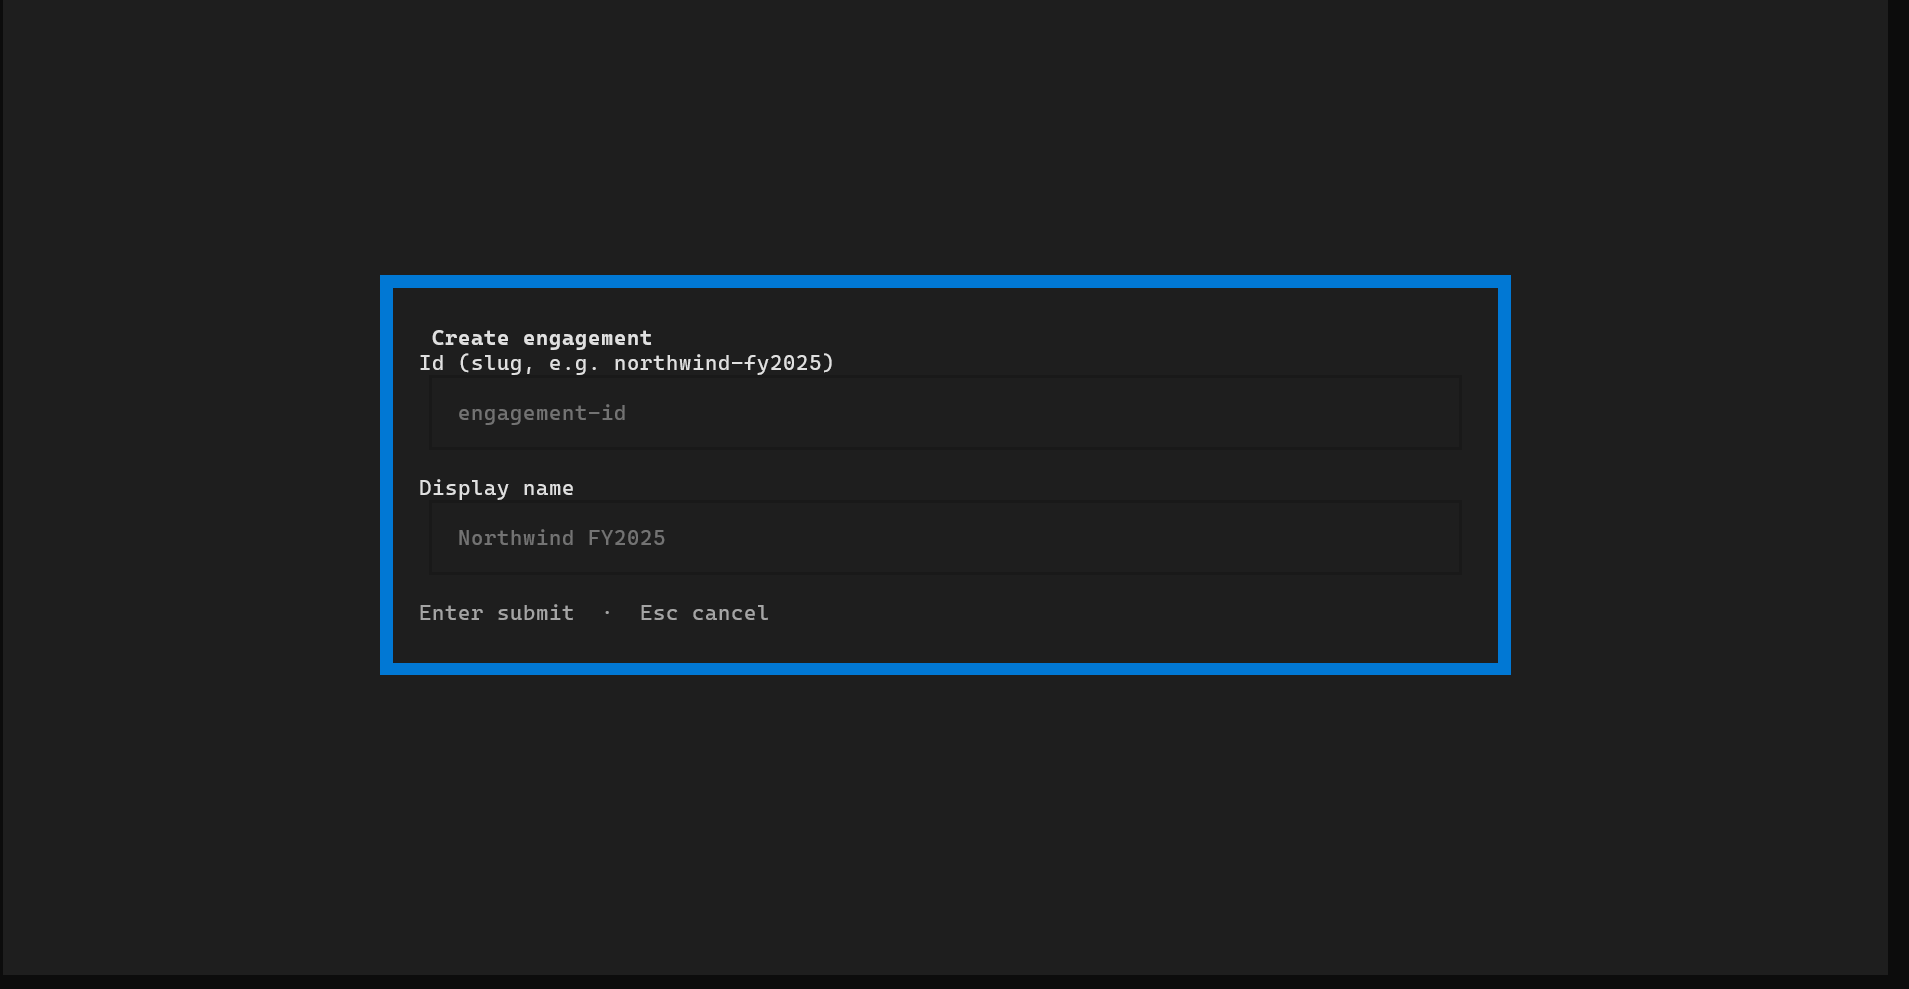 Create engagement
Id (slug, e.g. northwind-fy2025)
engagement-id
Display name
Northwind FY2025
Enter submit  ·  Esc cancel